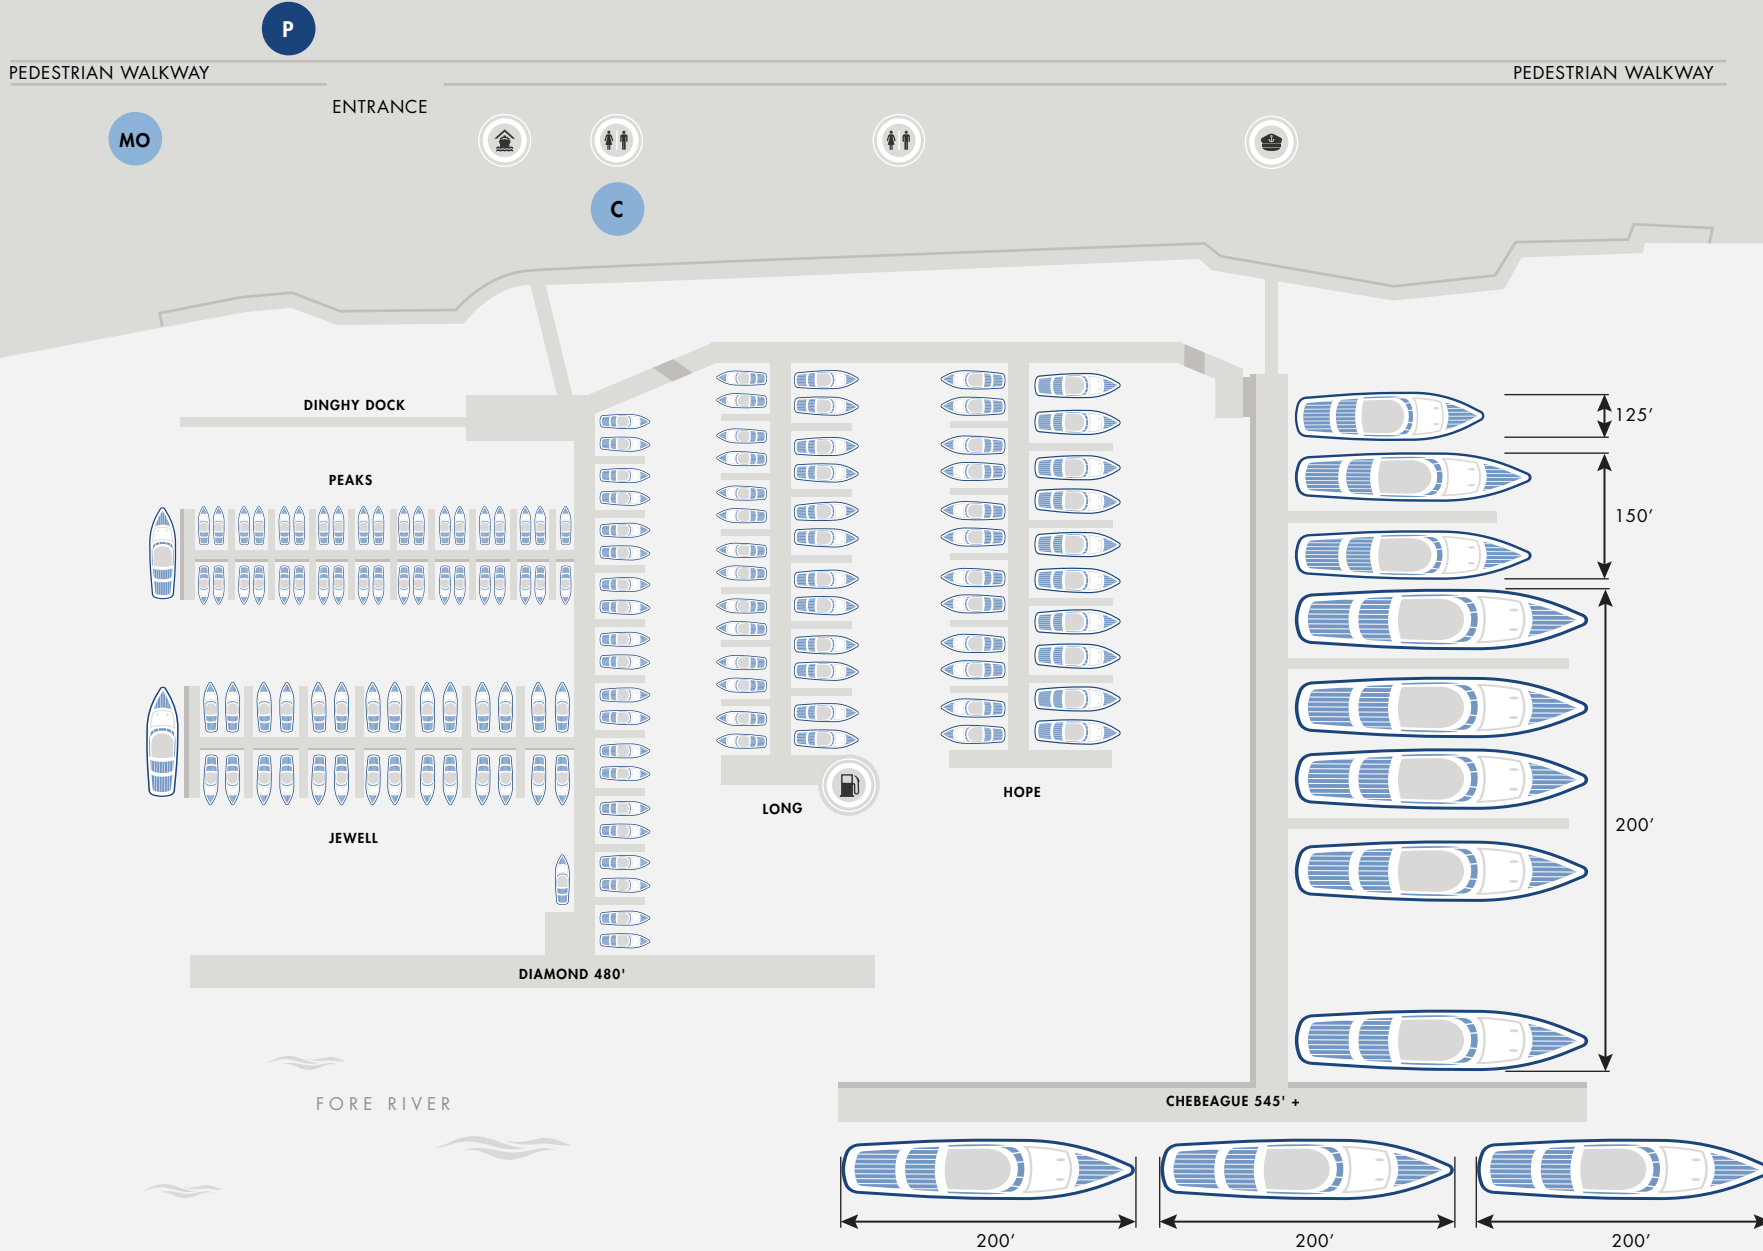 P
PEDESTRIAN WALKWAY
PEDESTRIAN WALKWAY
ENTRANCE
MO
C
DINGHY DOCK
125’
PEAKS
150’
HOPE
LONG
200’
JEWELL
DIAMOND 480'
FORE RIVER
CHEBEAGUE 545' +
200’
200’
200’